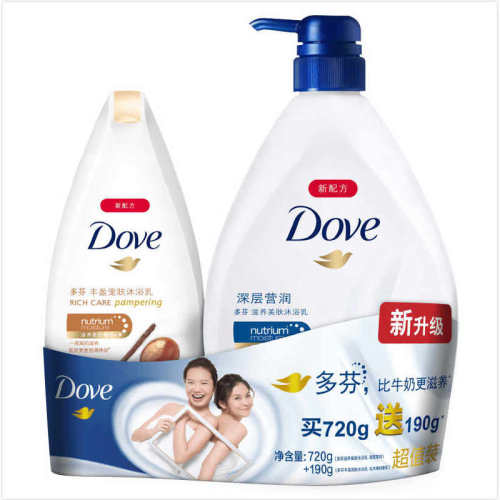 新配方
Dove
多芬 丰盈宠肤沐浴乳
RICH CARE pampering
nutrium
moisture
新配方
Dove
深层营润
多芬 滋养美肤沐浴乳
nutrium
moisture
新升级
Dove
多芬,比牛奶更滋养
买720g送190g*
净含量:720g
+190g
超值装